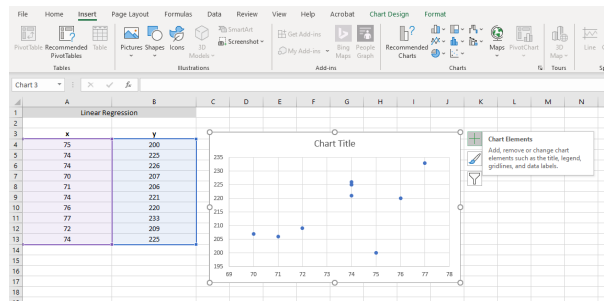 File Home Insert Page Layout Formulas Data Review View Help Acrobat Chart Design Format
PivotTable Recommended PivotTables Table
Pictures Shapes Icons 3D Models
SmartArt
Screenshot
Get Add-ins
My Add-ins
Bing Maps People Graph
Recommended Charts
Maps PivotChart
3D Map
Line
Tables Illustrations Add-ins Charts Tours
Chart 3 fx
A B C D E F G H I J K L M N
1 Linear Regression
2
3 x y
4 75 200
5 74 225
6 74 226
7 70 207
8 71 206
9 74 221
10 76 220
11 77 233
12 72 209
13 74 225
14
15
16
17
18
Chart Title
235
230
225
220
215
210
205
200
195
69 70 71 72 73 74 75 76 77 78
Chart Elements
Add, remove or change chart
elements such as the title, legend,
gridlines, and data labels.